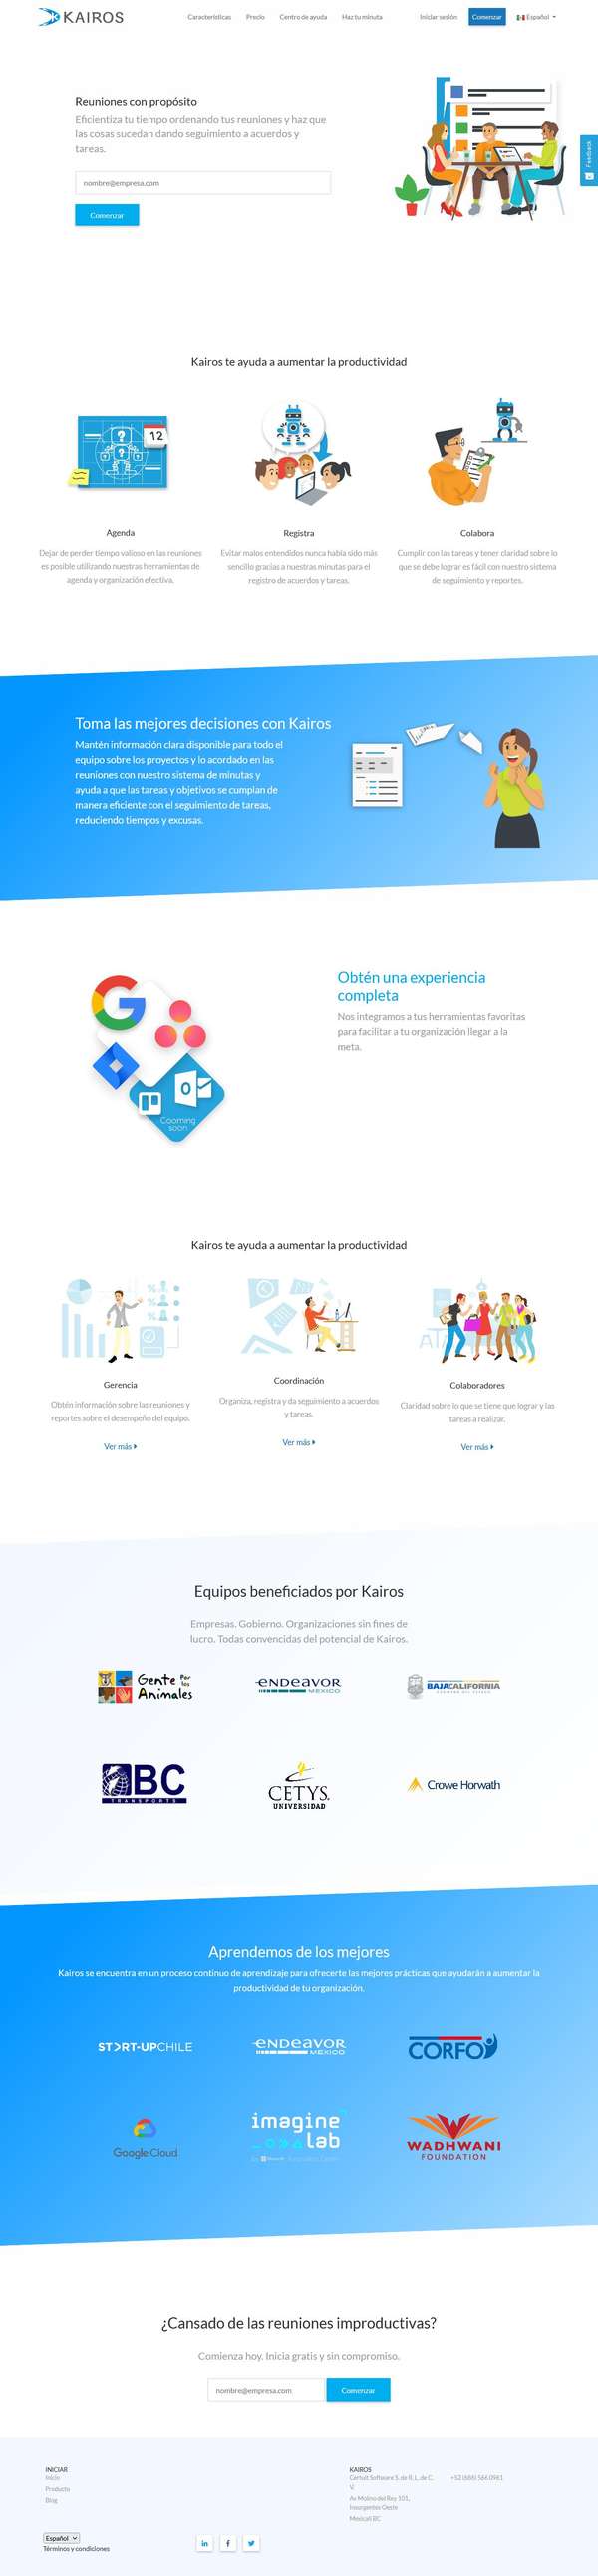 KAIROS
Características Precio Centro de ayuda Haz tu minuta Iniciar sesión Comenzar Español
Reuniones con propósito
Eficientiza tu tiempo ordenando tus reuniones y haz que
las cosas sucedan dando seguimiento a acuerdos y
tareas.
Feedback
nombre@empresa.com
Comenzar
Kairos te ayuda a aumentar la productividad
12
Agenda
Dejar de perder tiempo valioso en las reuniones
es posible utilizando nuestras herramientas de
agenda y organización efectiva.
Registra
Evitar malos entendidos nunca había sido más
sencillo gracias a nuestras minutas para el
registro de acuerdos y tareas.
Colabora
Cumplir con las tareas y tener claridad sobre lo
que se debe lograr es fácil con nuestro sistema
de seguimiento y reportes.
Toma las mejores decisiones con Kairos
Mantén información clara disponible para todo el
equipo sobre los proyectos y lo acordado en las
reuniones con nuestro sistema de minutas y
ayuda a que las tareas y objetivos se cumplan de
manera eficiente con el seguimiento de tareas,
reduciendo tiempos y excusas.
Cooming
soon
Obtén una experiencia
completa
Nos integramos a tus herramientas favoritas
para facilitar a tu organización llegar a la
meta.
Kairos te ayuda a aumentar la productividad
Gerencia
Obtén información sobre las reuniones y
reportes sobre el desempeño del equipo.
Ver más
Coordinación
Organiza, registra y da seguimiento a acuerdos
y tareas.
Ver más
Colaboradores
Claridad sobre lo que se tiene que lograr y las
tareas a realizar.
Ver más
Equipos beneficiados por Kairos
Empresas. Gobierno. Organizaciones sin fines de
lucro. Todas convencidas del potencial de Kairos.
Gente Por los Animales
enDeavor
MEXICO
BAJACALIFORNIA
BC
TRANSPORTS
CETYS
UNIVERSIDAD
Crowe Horwath
Aprendemos de los mejores
Kairos se encuentra en un proceso continuo de aprendizaje para ofrecerte las mejores prácticas que ayudarán a aumentar la
productividad de tu organización.
ST>RT-UPCHILE
enDeavor
MEXICO
CORFO
Google Cloud
imagine
lab
WADHWANI
FOUNDATION
¿Cansado de las reuniones improductivas?
Comienza hoy. Inicia gratis y sin compromiso.
nombre@empresa.com
Comenzar
INICIAR
Inicio
Producto
Blog
KAIROS
Certuit Software S. de R. L. de C.
V.
Av Molino del Rey 101,
Insurgentes Oeste
Mexicali BC
+52 (686) 566 0961
Español
Términos y condiciones